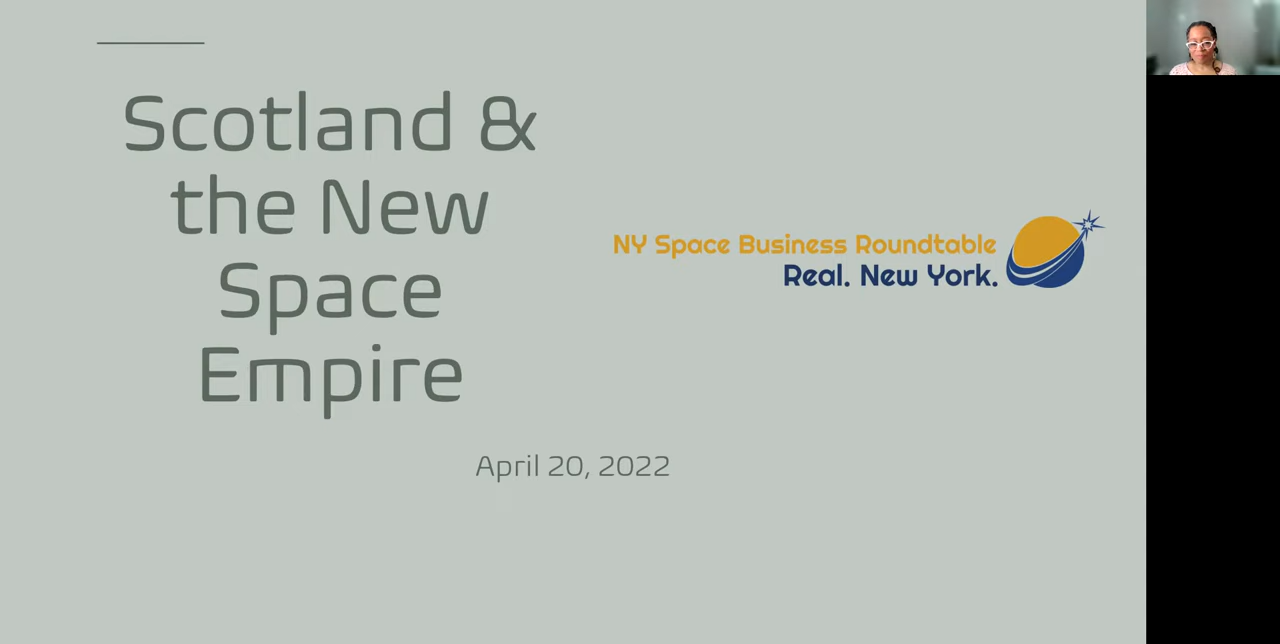 Scotland &
the New
Space
Empire
NY Space Business Roundtable
Real. New York.
April 20, 2022